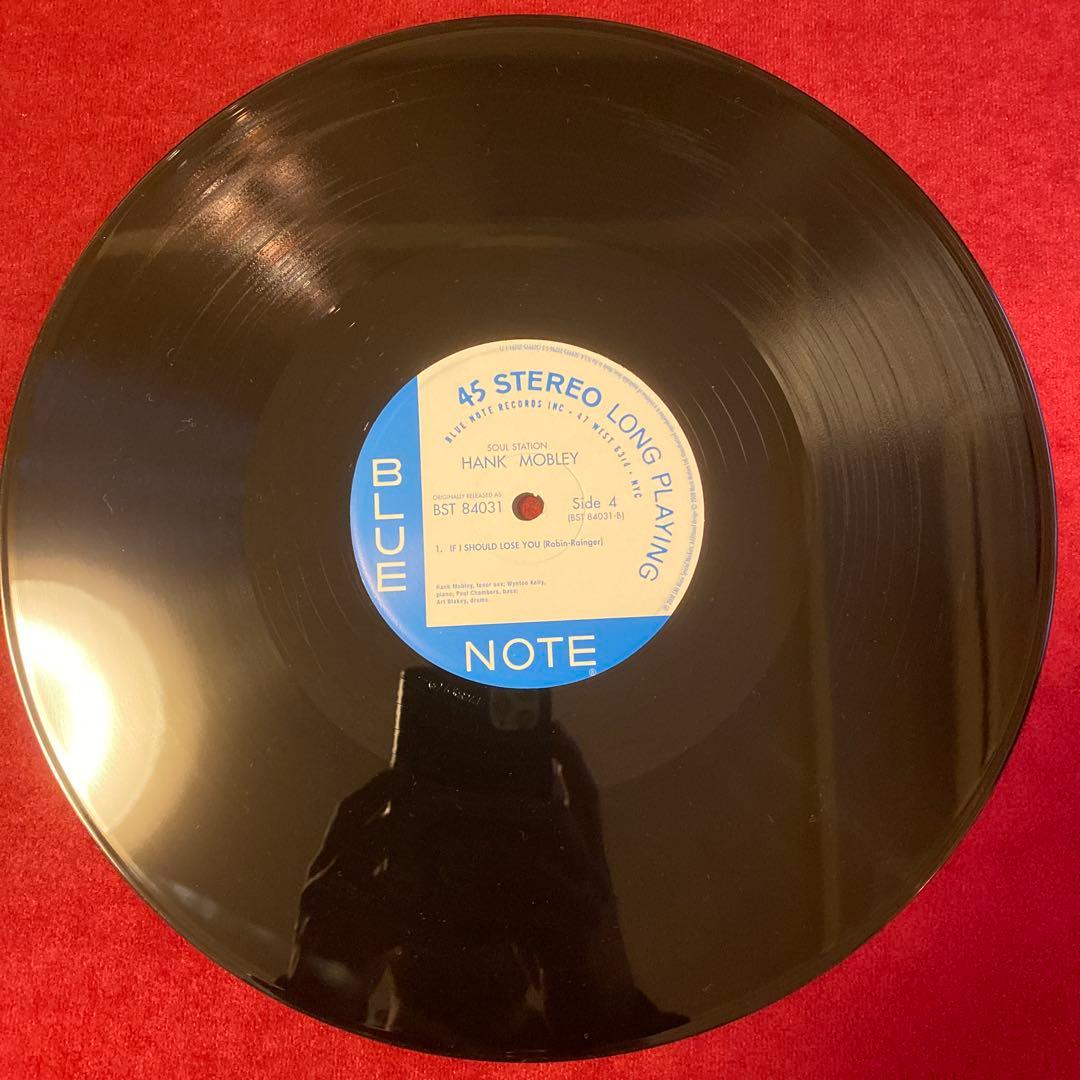 45 STEREO LONG PLAYING
BLUE NOTE RECORDS INC • 47 WEST 63rd • NYC
SOUL STATION
HANK MOBLEY
ORIGINALLY RELEASED AS
BST 84031
Side 4
(BST 84031-B)
1. IF I SHOULD LOSE YOU (Robin-Rainger)
Hank Mobley, tenor sax; Wynton Kelly,
piano; Paul Chambers, bass;
Art Blakey, drums
BLUE
NOTE
®